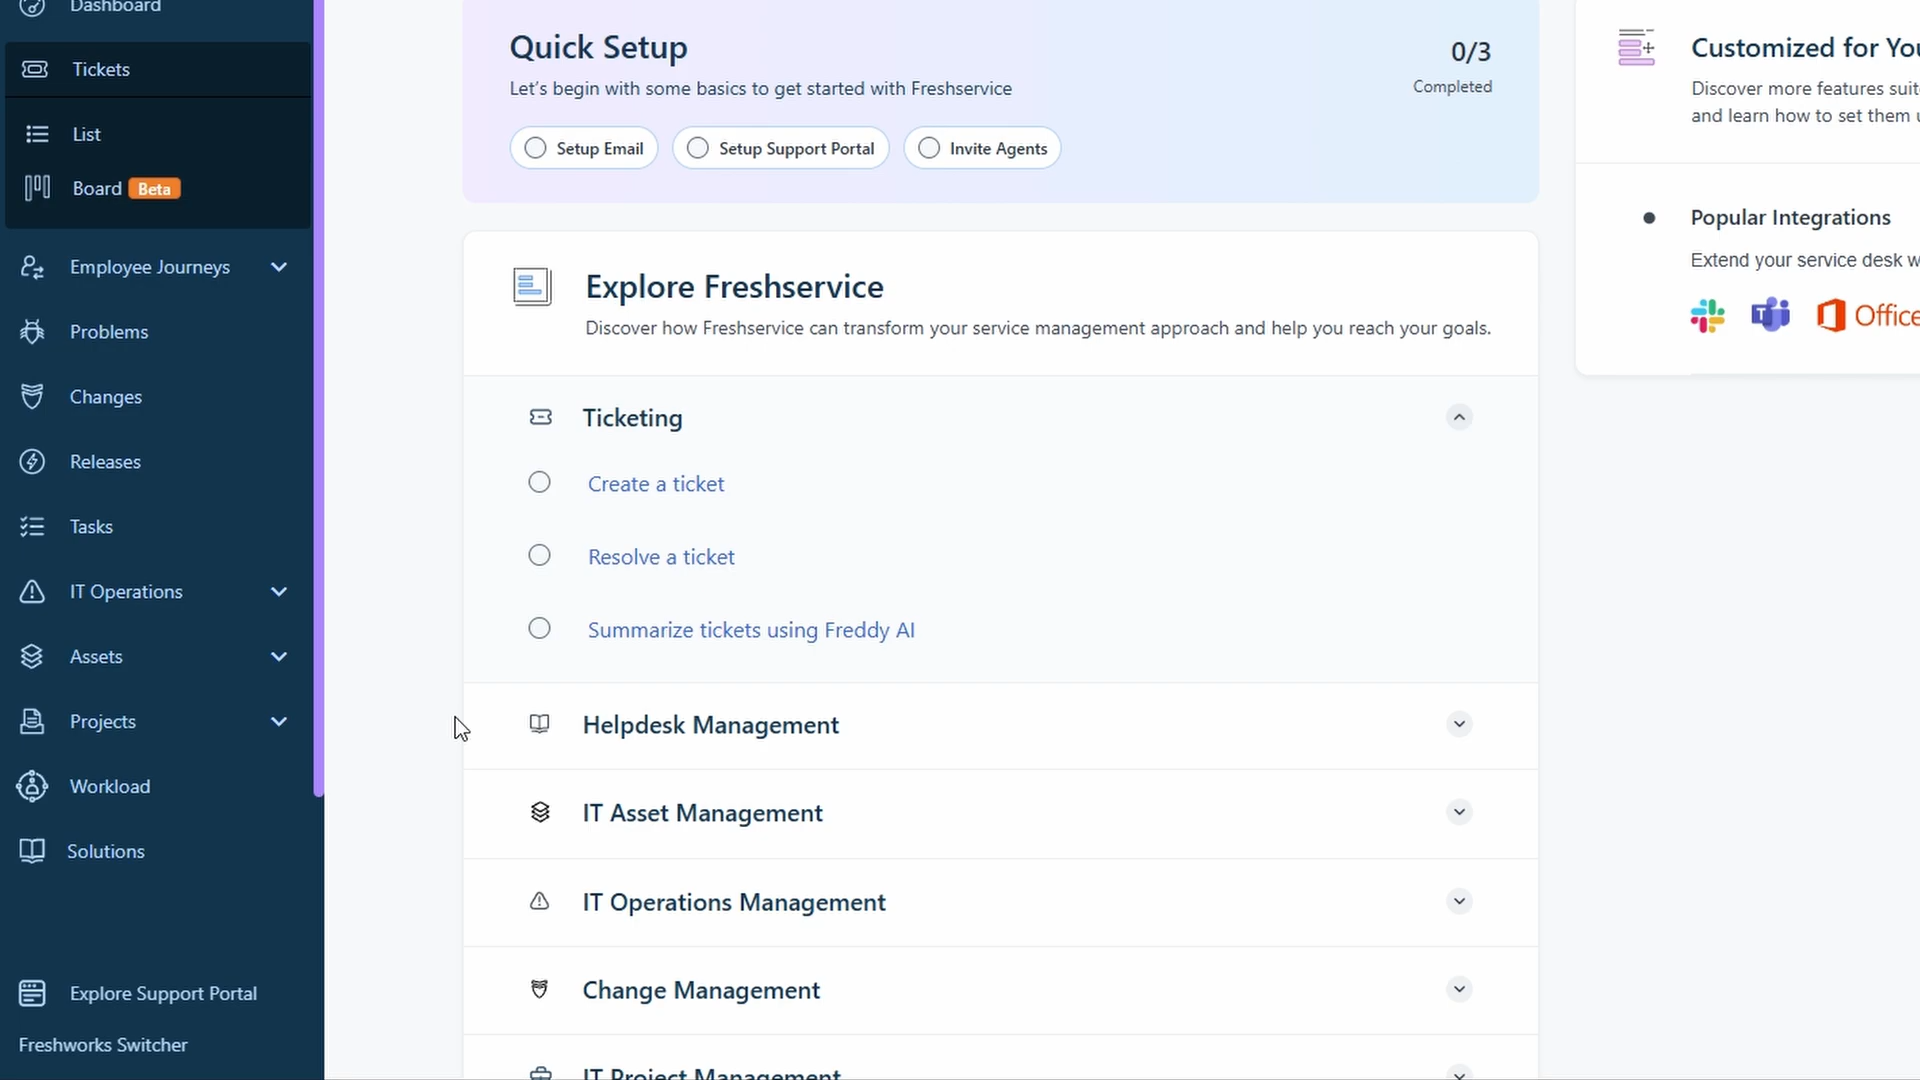 Dashboard
Tickets
List
Board Beta
Employee Journeys
Problems
Changes
Releases
Tasks
IT Operations
Assets
Projects
Workload
Solutions
Explore Support Portal
Freshworks Switcher
Quick Setup
Let's begin with some basics to get started with Freshservice
0/3
Completed
Setup Email
Setup Support Portal
Invite Agents
Explore Freshservice
Discover how Freshservice can transform your service management approach and help you reach your goals.
Ticketing
Create a ticket
Resolve a ticket
Summarize tickets using Freddy AI
Helpdesk Management
IT Asset Management
IT Operations Management
Change Management
IT Project Management
Customized for You
Discover more features
and learn how to set them
Popular Integrations
Extend your service desk
Office